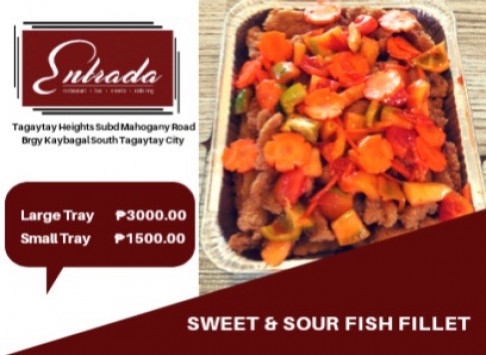 Entrada
restaurant • bar • events • catering
Tagaytay Heights Subd Mahogany Road
Brgy Kaybagal South Tagaytay City
Large Tray ₱3000.00
Small Tray ₱1500.00
SWEET & SOUR FISH FILLET